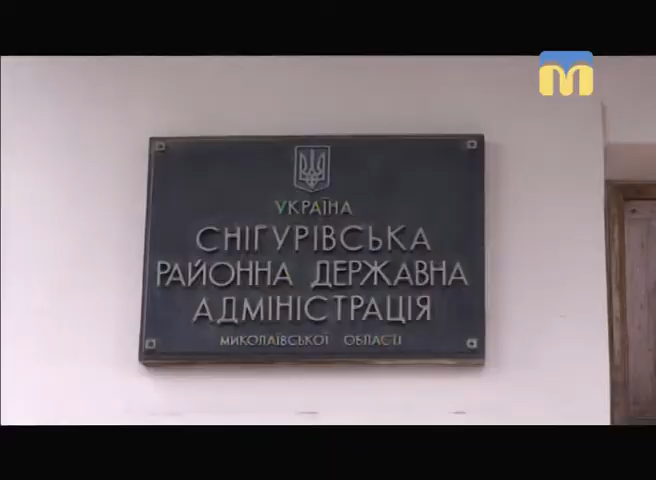 УКРАЇНА
СНІГУРІВСЬКА
РАЙОННА ДЕРЖАВНА
АДМІНІСТРАЦІЯ
МИКОЛАЇВСЬКОЇ ОБЛАСТІ